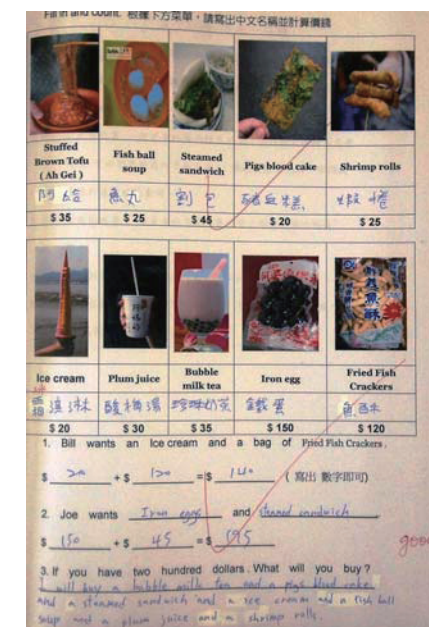 Fill in and count. 根據下方菜單，請寫出中文名稱並計算價錢
Stuffed Brown Tofu ( Ah Gei )
Fish ball soup
Steamed sandwich
Pigs blood cake
Shrimp rolls
阿給 魚丸 割包 豬血糕 蝦捲
$ 35 $ 25 $ 45 $ 20 $ 25
Ice cream
Plum juice
Bubble milk tea
Iron egg
Fried Fish Crackers
淇淋 酸梅湯 珍珠奶茶 鐵蛋 魚酥
$ 20 $ 30 $ 35 $ 150 $ 120
1. Bill wants an Ice cream and a bag of Fried Fish Crackers.
$ 20 + $ 120 = $ 140 ( 寫出 數字即可)
2. Joe wants Iron eggs and steamed sandwich
$ 150 + $ 45 = $ 195
good
3. If you have two hundred dollars. What will you buy?
I will buy a bubble milk tea and a pigs blood cake
and a steamed sandwich and a ice cream and a fish ball
soup and a plum juice and a shrimp rolls.